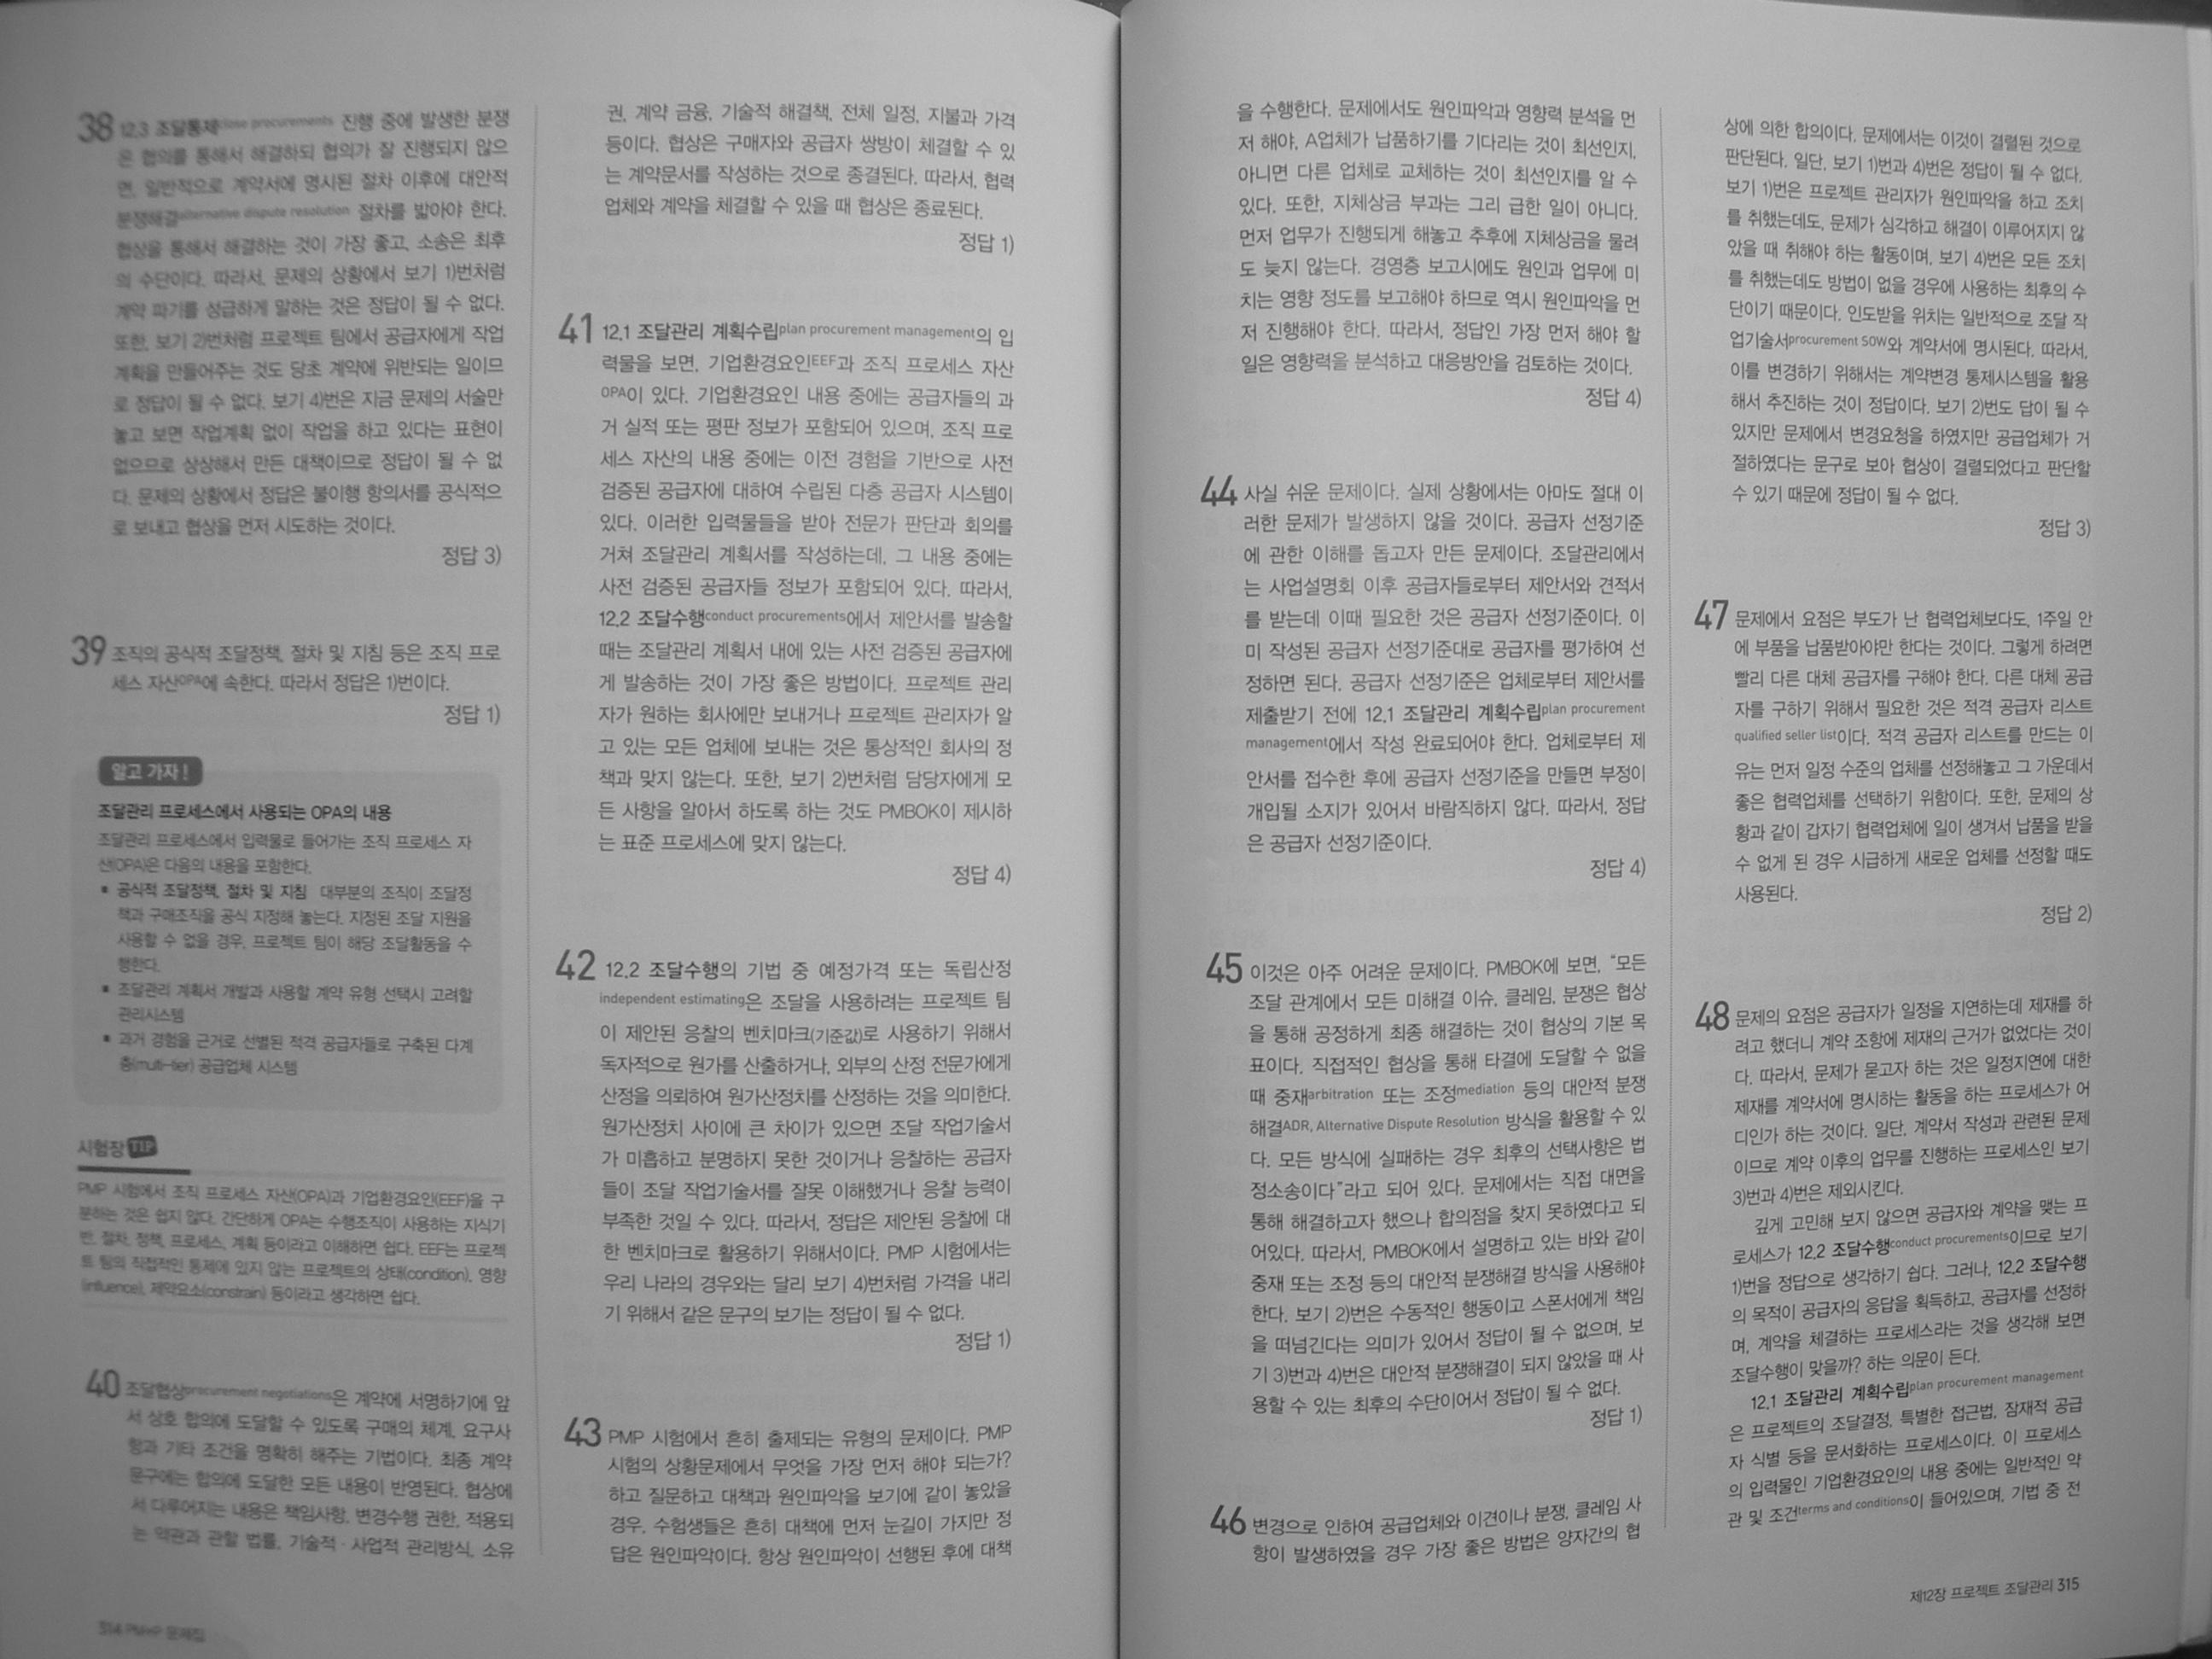 38 12.3 조달통제close procurements 진행 중에 발생한 분쟁
은 협의를 통해서 해결하되 협의가 잘 진행되지 않으
면, 일반적으로 계약서에 명시된 절차 이후에 대안적
분쟁해결alternative dispute resolution 절차를 밟아야 한다.
협상을 통해서 해결하는 것이 가장 좋고, 소송은 최후
의 수단이다. 따라서, 문제의 상황에서 보기 1)번처럼
계약 파기를 성급하게 말하는 것은 정답이 될 수 없다.
또한, 보기 2)번처럼 프로젝트 팀에서 공급자에게 작업
계획을 만들어주는 것도 당초 계약에 위반되는 일이므
로 정답이 될 수 없다. 보기 4)번은 지금 문제의 서술만
놓고 보면 작업계획 없이 작업을 하고 있다는 표현이
없으므로 상상해서 만든 대책이므로 정답이 될 수 없
다. 문제의 상황에서 정답은 불이행 항의서를 공식적으
로 보내고 협상을 먼저 시도하는 것이다.
정답 3)
39 조직의 공식적 조달정책, 절차 및 지침 등은 조직 프로
세스 자산OPA에 속한다. 따라서 정답은 1)번이다.
정답 1)
알고 가자!
조달관리 프로세스에서 사용되는 OPA의 내용
조달관리 프로세스에서 입력물로 들어가는 조직 프로세스 자
산(OPA)은 다음의 내용을 포함한다.
▪ 공식적 조달정책, 절차 및 지침 대부분의 조직이 조달정
책과 구매조직을 공식 지정해 놓는다. 지정된 조달 지원을
사용할 수 없을 경우, 프로젝트 팀이 해당 조달활동을 수
행한다.
▪ 조달관리 계획서 개발과 사용할 계약 유형 선택시 고려할
관리시스템
▪ 과거 경험을 근거로 선별된 적격 공급자들로 구축된 다계
층(multi-tier) 공급업체 시스템
시험장 TIP
PMP 시험에서 조직 프로세스 자산(OPA)과 기업환경요인(EEF)을 구
분하는 것은 쉽지 않다. 간단하게 OPA는 수행조직이 사용하는 지식기
반, 절차, 정책, 프로세스, 계획 등이라고 이해하면 쉽다. EEF는 프로젝
트 팀의 직접적인 통제에 있지 않는 프로젝트의 상태(condition), 영향
(influence), 제약요소(constrain) 등이라고 생각하면 쉽다.
40 조달협상procurement negotiations은 계약에 서명하기에 앞
서 상호 합의에 도달할 수 있도록 구매의 체계, 요구사
항과 기타 조건을 명확히 해주는 기법이다. 최종 계약
문구에는 합의에 도달한 모든 내용이 반영된다. 협상에
서 다루어지는 내용은 책임사항, 변경수행 권한, 적용되
는 약관과 관할 법률, 기술적 · 사업적 관리방식, 소유
314 PMP 문제집
권, 계약 금융, 기술적 해결책, 전체 일정, 지불과 가격
등이다. 협상은 구매자와 공급자 쌍방이 체결할 수 있
는 계약문서를 작성하는 것으로 종결된다. 따라서, 협력
업체와 계약을 체결할 수 있을 때 협상은 종료된다.
정답 1)
41 12.1 조달관리 계획수립plan procurement management의 입
력물을 보면, 기업환경요인EEF과 조직 프로세스 자산
OPA이 있다. 기업환경요인 내용 중에는 공급자들의 과
거 실적 또는 평판 정보가 포함되어 있으며, 조직 프로
세스 자산의 내용 중에는 이전 경험을 기반으로 사전
검증된 공급자에 대하여 수립된 다층 공급자 시스템이
있다. 이러한 입력물들을 받아 전문가 판단과 회의를
거쳐 조달관리 계획서를 작성하는데, 그 내용 중에는
사전 검증된 공급자들 정보가 포함되어 있다. 따라서,
12.2 조달수행conduct procurements에서 제안서를 발송할
때는 조달관리 계획서 내에 있는 사전 검증된 공급자에
게 발송하는 것이 가장 좋은 방법이다. 프로젝트 관리
자가 원하는 회사에만 보내거나 프로젝트 관리자가 알
고 있는 모든 업체에 보내는 것은 통상적인 회사의 정
책과 맞지 않는다. 또한, 보기 2)번처럼 담당자에게 모
든 사항을 알아서 하도록 하는 것도 PMBOK이 제시하
는 표준 프로세스에 맞지 않는다.
정답 4)
42 12.2 조달수행의 기법 중 예정가격 또는 독립산정
independent estimating은 조달을 사용하려는 프로젝트 팀
이 제안된 응찰의 벤치마크(기준값)로 사용하기 위해서
독자적으로 원가를 산출하거나, 외부의 산정 전문가에게
산정을 의뢰하여 원가산정치를 산정하는 것을 의미한다.
원가산정치 사이에 큰 차이가 있으면 조달 작업기술서
가 미흡하고 분명하지 못한 것이거나 응찰하는 공급자
들이 조달 작업기술서를 잘못 이해했거나 응찰 능력이
부족한 것일 수 있다. 따라서, 정답은 제안된 응찰에 대
한 벤치마크로 활용하기 위해서이다. PMP 시험에서는
우리 나라의 경우와는 달리 보기 4)번처럼 가격을 내리
기 위해서 같은 문구의 보기는 정답이 될 수 없다.
정답 1)
43 PMP 시험에서 흔히 출제되는 유형의 문제이다. PMP
시험의 상황문제에서 무엇을 가장 먼저 해야 되는가?
하고 질문하고 대책과 원인파악을 보기에 같이 놓았을
경우, 수험생들은 흔히 대책에 먼저 눈길이 가지만 정
답은 원인파악이다. 항상 원인파악이 선행된 후에 대책
을 수행한다. 문제에서도 원인파악과 영향력 분석을 먼
저 해야, A업체가 납품하기를 기다리는 것이 최선인지,
아니면 다른 업체로 교체하는 것이 최선인지를 알 수
있다. 또한, 지체상금 부과는 그리 급한 일이 아니다.
먼저 업무가 진행되게 해놓고 추후에 지체상금을 물려
도 늦지 않는다. 경영층 보고시에도 원인과 업무에 미
치는 영향 정도를 보고해야 하므로 역시 원인파악을 먼
저 진행해야 한다. 따라서, 정답인 가장 먼저 해야 할
일은 영향력을 분석하고 대응방안을 검토하는 것이다.
정답 4)
44 사실 쉬운 문제이다. 실제 상황에서는 아마도 절대 이
러한 문제가 발생하지 않을 것이다. 공급자 선정기준
에 관한 이해를 돕고자 만든 문제이다. 조달관리에서
는 사업설명회 이후 공급자들로부터 제안서와 견적서
를 받는데 이때 필요한 것은 공급자 선정기준이다. 이
미 작성된 공급자 선정기준대로 공급자를 평가하여 선
정하면 된다. 공급자 선정기준은 업체로부터 제안서를
제출받기 전에 12.1 조달관리 계획수립plan procurement
management에서 작성 완료되어야 한다. 업체로부터 제
안서를 접수한 후에 공급자 선정기준을 만들면 부정이
개입될 소지가 있어서 바람직하지 않다. 따라서, 정답
은 공급자 선정기준이다.
정답 4)
45 이것은 아주 어려운 문제이다. PMBOK에 보면, “모든
조달 관계에서 모든 미해결 이슈, 클레임, 분쟁은 협상
을 통해 공정하게 최종 해결하는 것이 협상의 기본 목
표이다. 직접적인 협상을 통해 타결에 도달할 수 없을
때 중재arbitration 또는 조정mediation 등의 대안적 분쟁
해결ADR, Alternative Dispute Resolution 방식을 활용할 수 있
다. 모든 방식에 실패하는 경우 최후의 선택사항은 법
정소송이다”라고 되어 있다. 문제에서는 직접 대면을
통해 해결하고자 했으나 합의점을 찾지 못하였다고 되
어있다. 따라서, PMBOK에서 설명하고 있는 바와 같이
중재 또는 조정 등의 대안적 분쟁해결 방식을 사용해야
한다. 보기 2)번은 수동적인 행동이고 스폰서에게 책임
을 떠넘긴다는 의미가 있어서 정답이 될 수 없으며, 보
기 3)번과 4)번은 대안적 분쟁해결이 되지 않았을 때 사
용할 수 있는 최후의 수단이어서 정답이 될 수 없다.
정답 1)
46 변경으로 인하여 공급업체와 이견이나 분쟁, 클레임 사
항이 발생하였을 경우 가장 좋은 방법은 양자간의 협
상에 의한 합의이다. 문제에서는 이것이 결렬된 것으로
판단된다. 일단, 보기 1)번과 4)번은 정답이 될 수 없다.
보기 1)번은 프로젝트 관리자가 원인파악을 하고 조치
를 취했는데도, 문제가 심각하고 해결이 이루어지지 않
았을 때 취해야 하는 활동이며, 보기 4)번은 모든 조치
를 취했는데도 방법이 없을 경우에 사용하는 최후의 수
단이기 때문이다. 인도받을 위치는 일반적으로 조달 작
업기술서procurement SOW와 계약서에 명시된다. 따라서,
이를 변경하기 위해서는 계약변경 통제시스템을 활용
해서 추진하는 것이 정답이다. 보기 2)번도 답이 될 수
있지만 문제에서 변경요청을 하였지만 공급업체가 거
절하였다는 문구로 보아 협상이 결렬되었다고 판단할
수 있기 때문에 정답이 될 수 없다.
정답 3)
47 문제에서 요점은 부도가 난 협력업체보다도, 1주일 안
에 부품을 납품받아야만 한다는 것이다. 그렇게 하려면
빨리 다른 대체 공급자를 구해야 한다. 다른 대체 공급
자를 구하기 위해서 필요한 것은 적격 공급자 리스트
qualified seller list이다. 적격 공급자 리스트를 만드는 이
유는 먼저 일정 수준의 업체를 선정해놓고 그 가운데서
좋은 협력업체를 선택하기 위함이다. 또한, 문제의 상
황과 같이 갑자기 협력업체에 일이 생겨서 납품을 받을
수 없게 된 경우 시급하게 새로운 업체를 선정할 때도
사용된다.
정답 2)
48 문제의 요점은 공급자가 일정을 지연하는데 제재를 하
려고 했더니 계약 조항에 제재의 근거가 없었다는 것이
다. 따라서, 문제가 묻고자 하는 것은 일정지연에 대한
제재를 계약서에 명시하는 활동을 하는 프로세스가 어
디인가 하는 것이다. 일단, 계약서 작성과 관련된 문제
이므로 계약 이후의 업무를 진행하는 프로세스인 보기
3)번과 4)번은 제외시킨다.
깊게 고민해 보지 않으면 공급자와 계약을 맺는 프
로세스가 12.2 조달수행conduct procurements이므로 보기
1)번을 정답으로 생각하기 쉽다. 그러나, 12.2 조달수행
의 목적이 공급자의 응답을 획득하고, 공급자를 선정하
며, 계약을 체결하는 프로세스라는 것을 생각해 보면
조달수행이 맞을까? 하는 의문이 든다.
12.1 조달관리 계획수립plan procurement management
은 프로젝트의 조달결정, 특별한 접근법, 잠재적 공급
자 식별 등을 문서화하는 프로세스이다. 이 프로세스
의 입력물인 기업환경요인의 내용 중에는 일반적인 약
관 및 조건terms and conditions이 들어있으며, 기법 중 전
제12장 프로젝트 조달관리 315